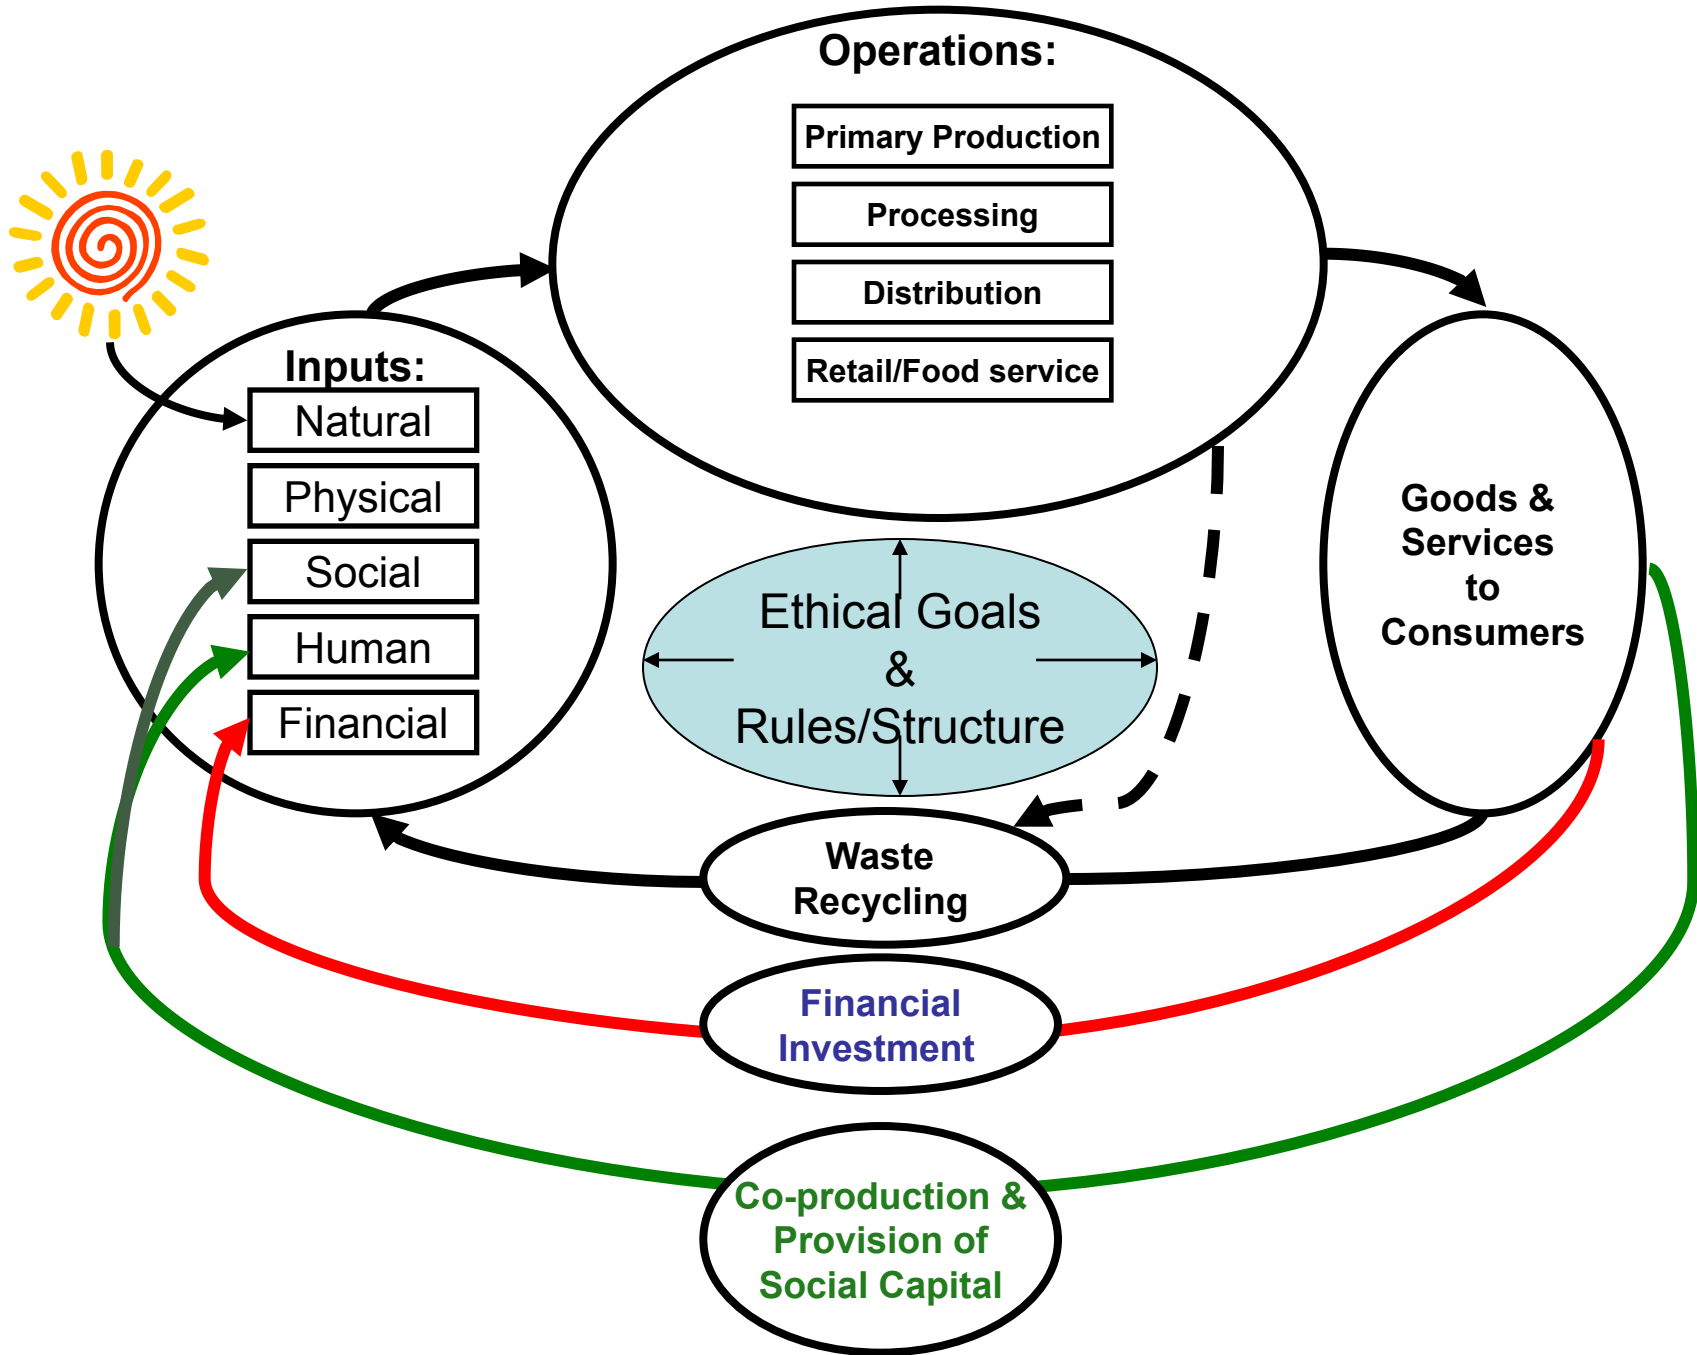 Operations:
Primary Production
Processing
Distribution
Retail/Food service
Inputs:
Natural
Physical
Social
Human
Financial
Goods &
Services
to
Consumers
Ethical Goals
&
Rules/Structure
Waste
Recycling
Financial
Investment
Co-production &
Provision of
Social Capital